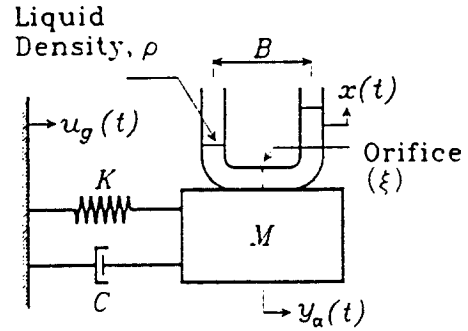 Liquid
Density, ρ
B
x(t)
u_g(t)
Orifice
(ξ)
K
M
C
y_a(t)